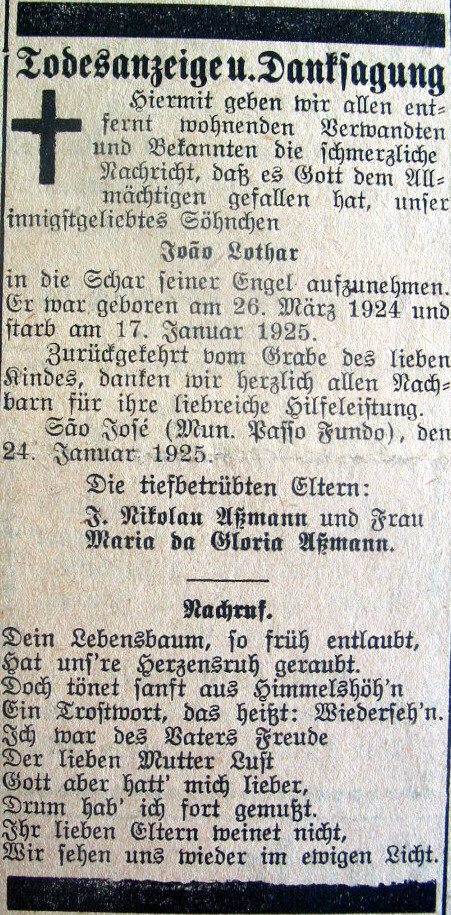 Todesanzeige u. Danksagung
Hiermit geben wir allen ent-
fernt wohnenden Verwandten
und Bekannten die schmerzliche
Nachricht, daß es Gott dem All-
mächtigen gefallen hat, unser
innigstgeliebtes Söhnchen
João Lothar
in die Schar seiner Engel aufzunehmen.
Er war geboren am 26. März 1924 und
starb am 17. Januar 1925.
Zurückgekehrt vom Grabe des lieben
Kindes, danken wir herzlich allen Nach-
barn für ihre liebreiche Hilfeleistung.
São José (Mun. Passo Fundo), den
24. Januar 1925.
Die tiefbetrübten Eltern:
J. Nikolau Aßmann und Frau
Maria da Gloria Aßmann.
Nachruf.
Dein Lebensbaum, so früh entlaubt,
Hat uns're Herzensruh geraubt.
Doch tönet sanft aus Himmelshöh'n
Ein Trostwort, das heißt: Wiederseh'n.
Ich war des Vaters Freude
Der lieben Mutter Lust
Gott aber hatt' mich lieber,
Drum hab' ich fort gemußt.
Ihr lieben Eltern weinet nicht,
Wir sehen uns wieder im ewigen Licht.